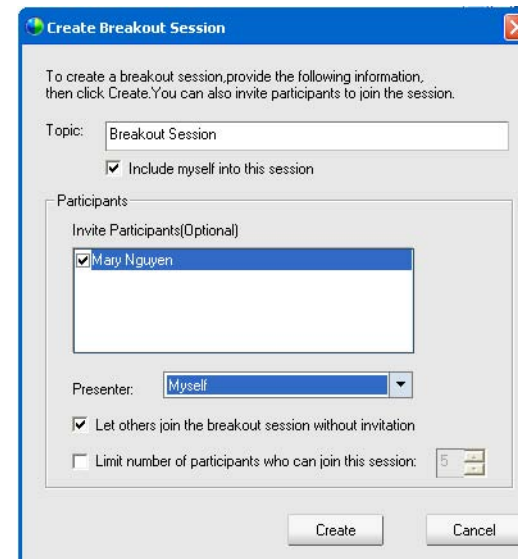 Create Breakout Session
To create a breakout session,provide the following information,
then click Create.You can also invite participants to join the session.
Topic: Breakout Session
Include myself into this session
Participants
Invite Participants(Optional)
Mary Nguyen
Presenter: Myself
Let others join the breakout session without invitation
Limit number of participants who can join this session: 5
Create Cancel